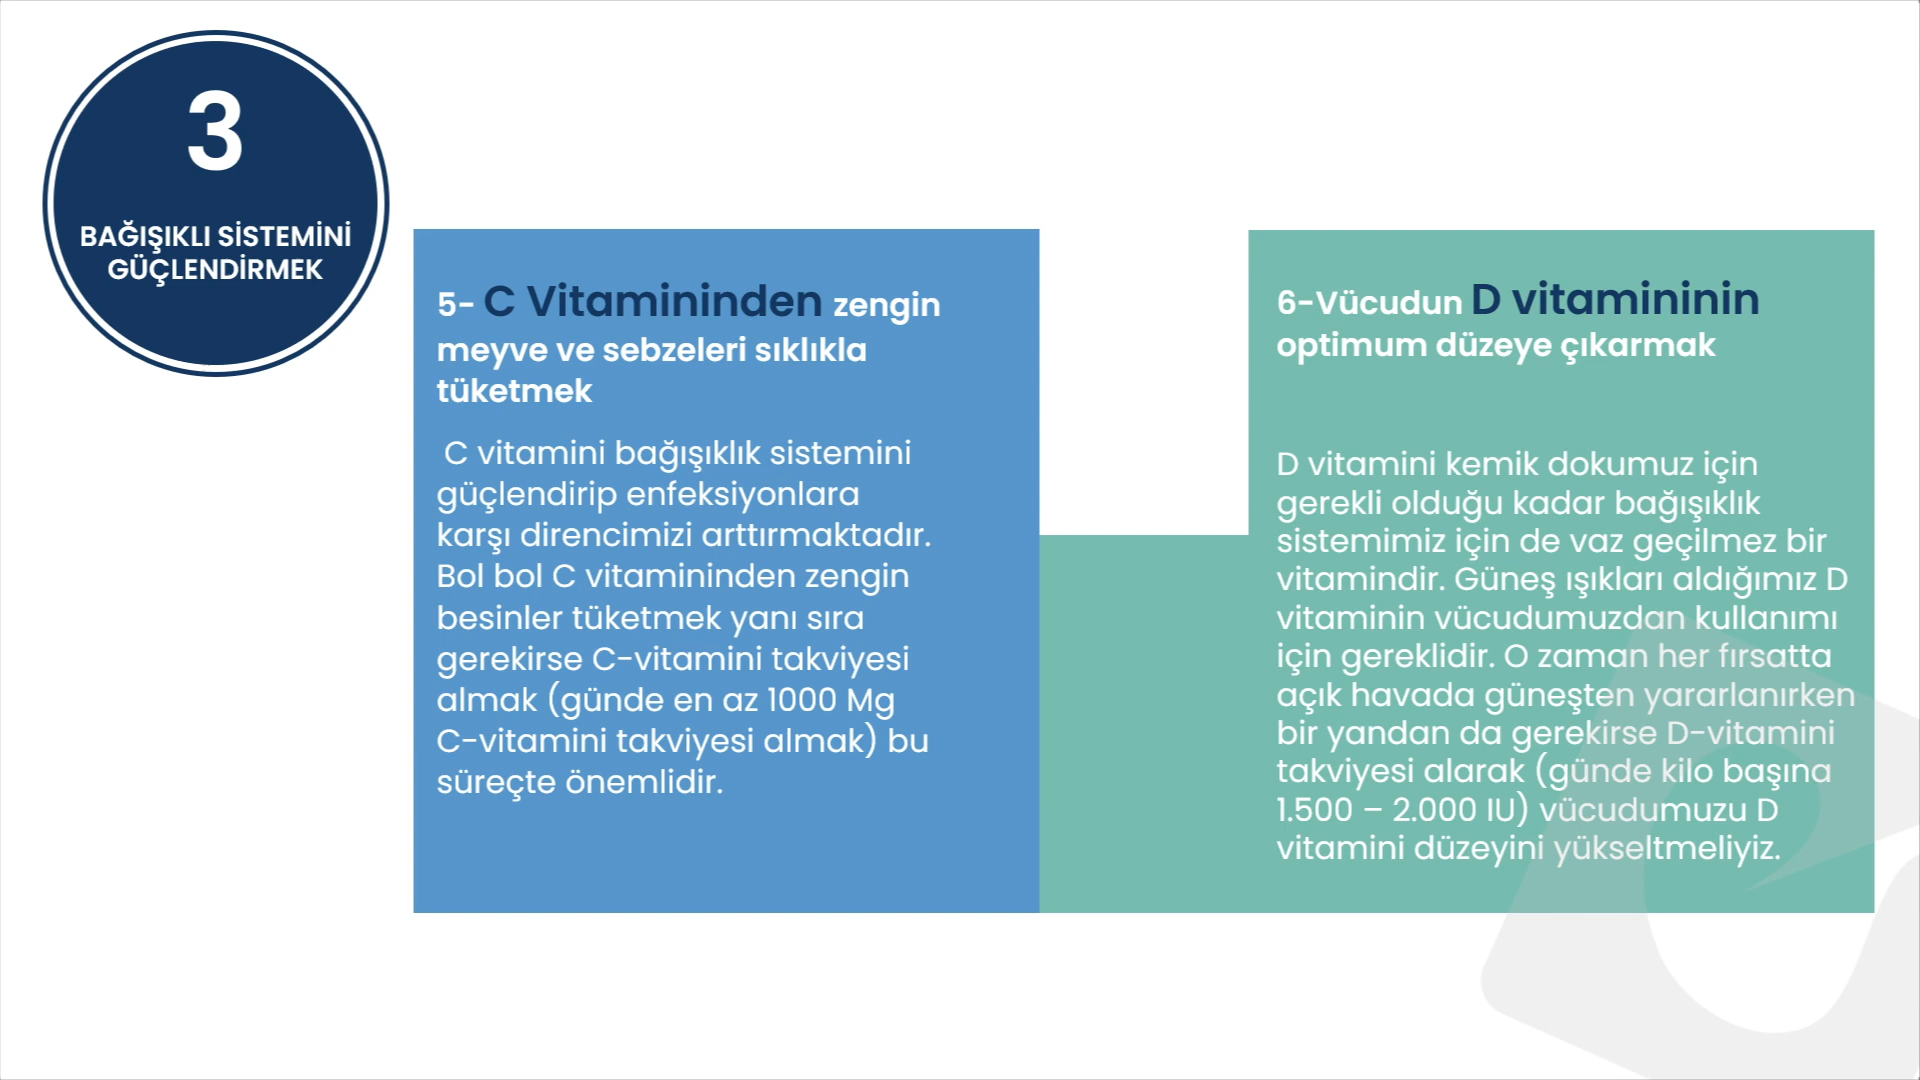 3
BAĞIŞIKLI SİSTEMİNİ
GÜÇLENDİRMEK
5- C Vitamininden zengin
meyve ve sebzeleri sıklıkla
tüketmek
C vitamini bağışıklık sistemini
güçlendirip enfeksiyonlara
karşı direncimizi arttırmaktadır.
Bol bol C vitamininden zengin
besinler tüketmek yanı sıra
gerekirse C-vitamini takviyesi
almak (günde en az 1000 Mg
C-vitamini takviyesi almak) bu
süreçte önemlidir.
6-Vücudun D vitamininin
optimum düzeye çıkarmak
D vitamini kemik dokumuz için
gerekli olduğu kadar bağışıklık
sistemimiz için de vaz geçilmez bir
vitamindir. Güneş ışıkları aldığımız D
vitaminin vücudumuzdan kullanımı
için gereklidir. O zaman her fırsatta
açık havada güneşten yararlanırken
bir yandan da gerekirse D-vitamini
takviyesi alarak (günde kilo başına
1.500 – 2.000 IU) vücudumuzu D
vitamini düzeyini yükseltmeliyiz.